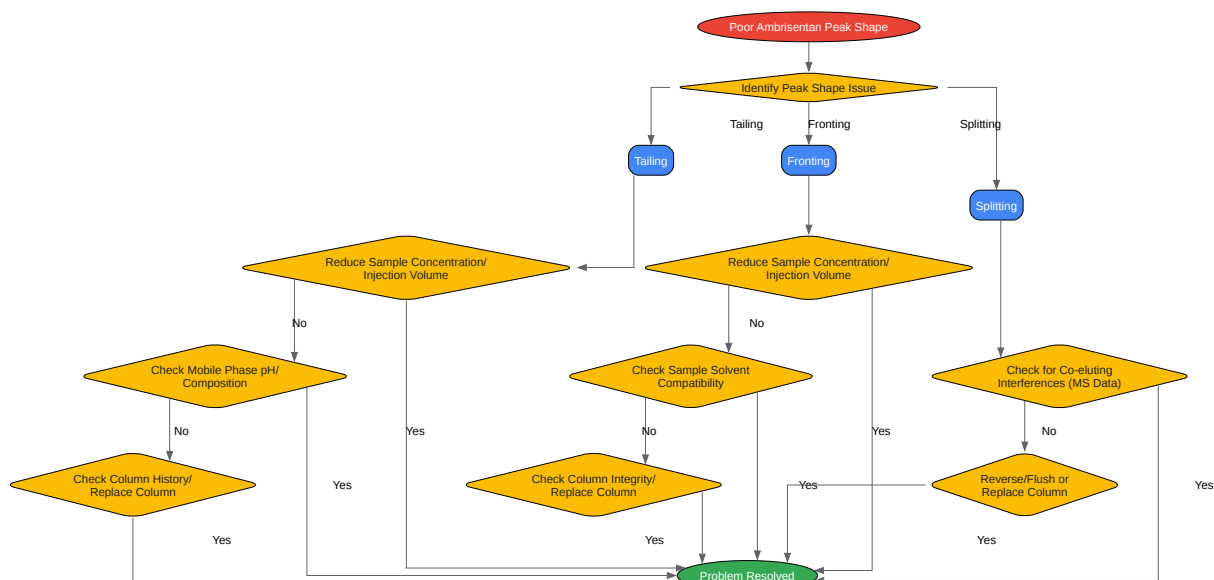 Poor Ambrisentan Peak Shape
Identify Peak Shape Issue
Tailing
Fronting
Splitting
Tailing
Fronting
Splitting
Reduce Sample Concentration/
Injection Volume
Reduce Sample Concentration/
Injection Volume
No
No
Check Mobile Phase pH/
Composition
Check Sample Solvent
Compatibility
Check for Co-eluting
Interferences (MS Data)
No
Yes
No
Yes
No
Check Column History/
Replace Column
Yes
Check Column Integrity/
Replace Column
Yes
Reverse/Flush or
Replace Column
Yes
Yes
Yes
Yes
Problem Resolved